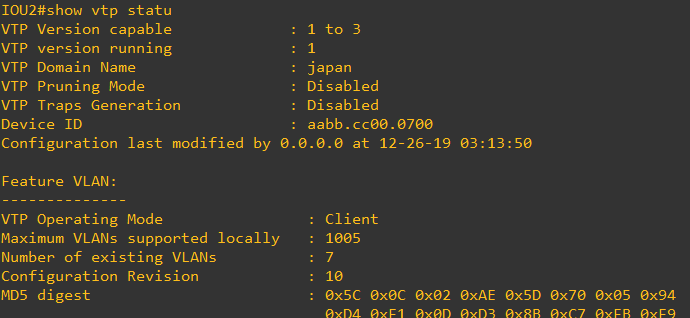 IOU2#show vtp statu
VTP Version capable : 1 to 3
VTP version running : 1
VTP Domain Name : japan
VTP Pruning Mode : Disabled
VTP Traps Generation : Disabled
Device ID : aabb.cc00.0700
Configuration last modified by 0.0.0.0 at 12-26-19 03:13:50
Feature VLAN:
--------------
VTP Operating Mode : Client
Maximum VLANs supported locally : 1005
Number of existing VLANs : 7
Configuration Revision : 10
MD5 digest : 0x5C 0x0C 0x02 0xAE 0x5D 0x70 0x05 0x94
0xD4 0xF1 0x0D 0xD3 0x8B 0xC7